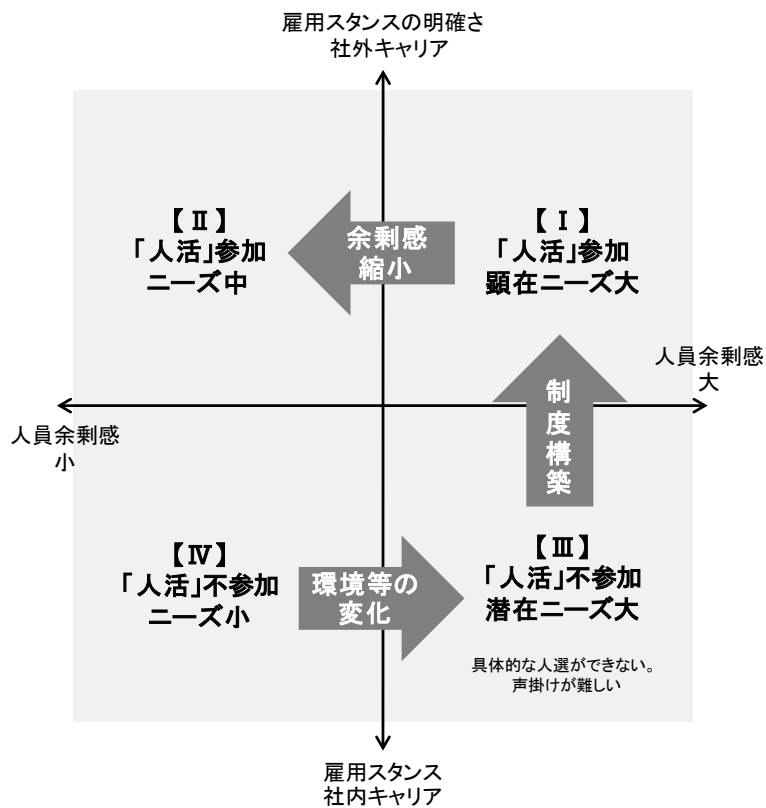 雇用スタンスの明確さ
社外キャリア
【Ⅱ】
「人活」参加
ニーズ中
余剰感
縮小
【Ⅰ】
「人活」参加
顕在ニーズ大
人員余剰感
大
制
度
構
築
人員余剰感
小
【Ⅳ】
「人活」不参加
ニーズ小
環境等の
変化
【Ⅲ】
「人活」不参加
潜在ニーズ大
具体的な人選ができない。
声掛けが難しい
雇用スタンス
社内キャリア